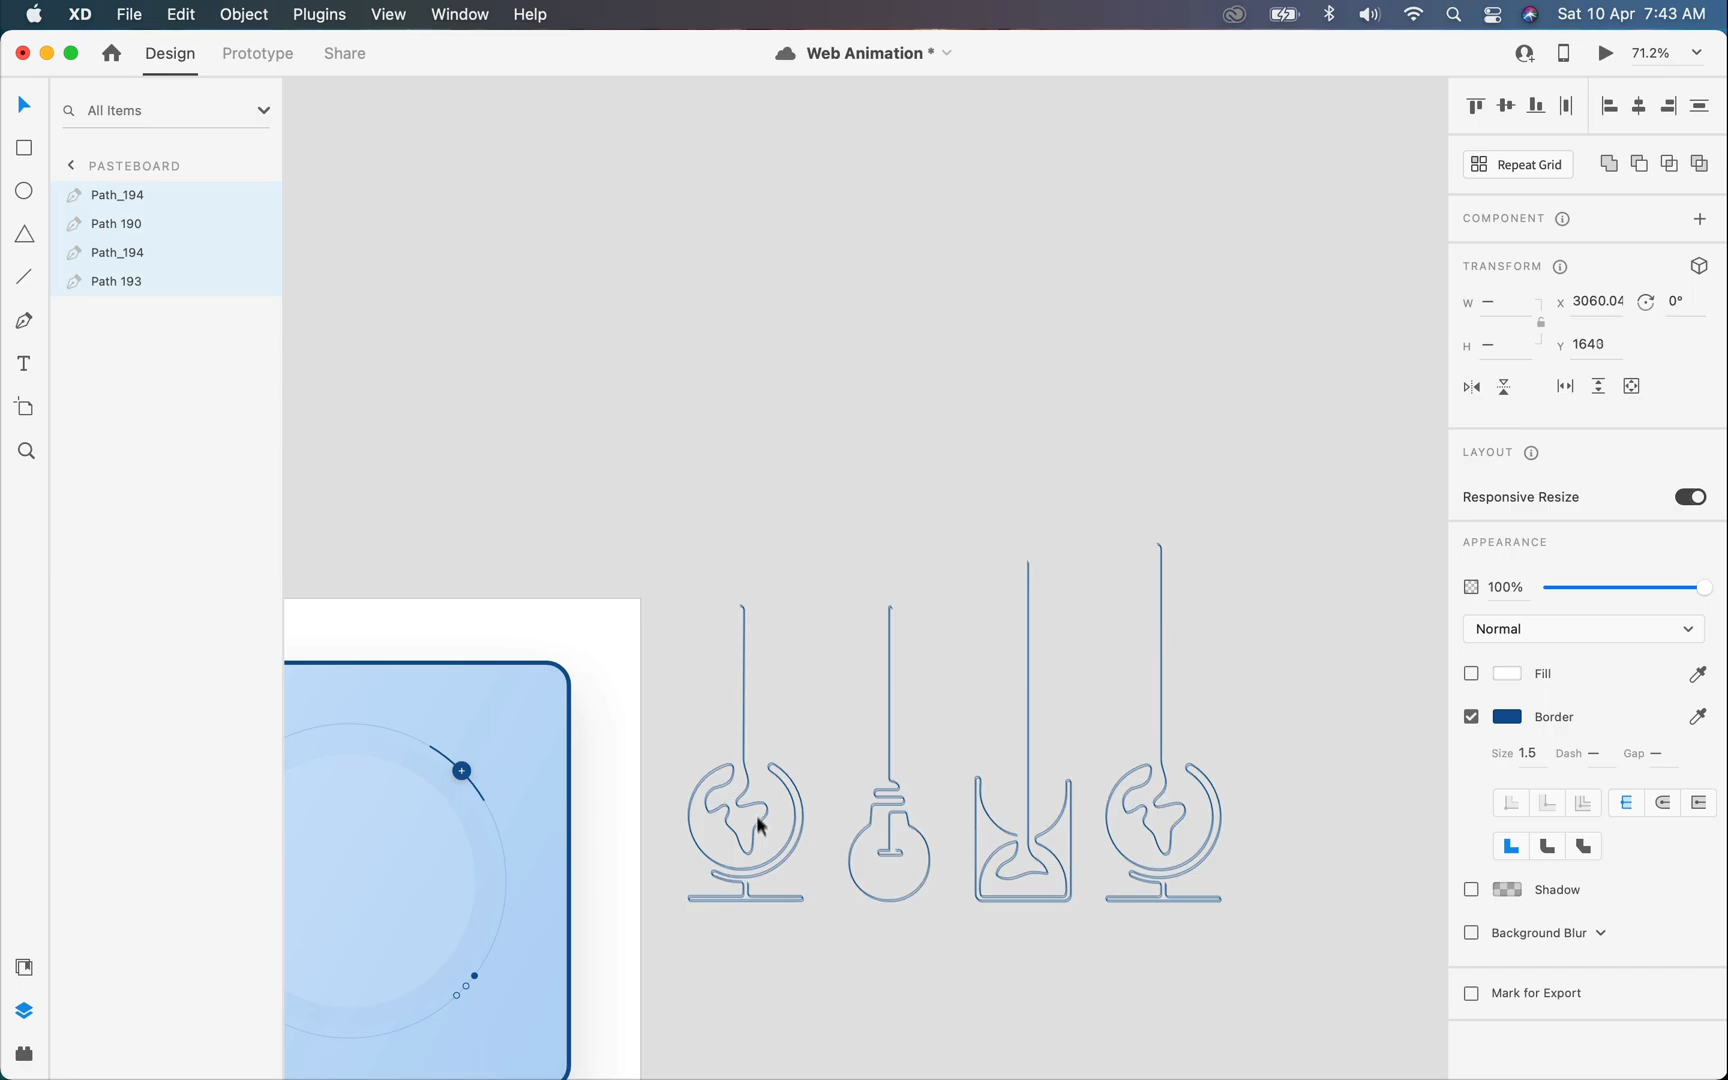 XD File Edit Object Plugins View Window Help Sat 10 Apr 7:43 AM
Design Prototype Share Web Animation * 71.2%
All Items
PASTEBOARD
Path_194
Path 190
Path_194
Path 193
Repeat Grid
COMPONENT
TRANSFORM
W — X 3060.04 0°
H — Y 1640
LAYOUT
Responsive Resize
APPEARANCE
100%
Normal
Fill
Border
Size 1.5 Dash — Gap —
Shadow
Background Blur
Mark for Export